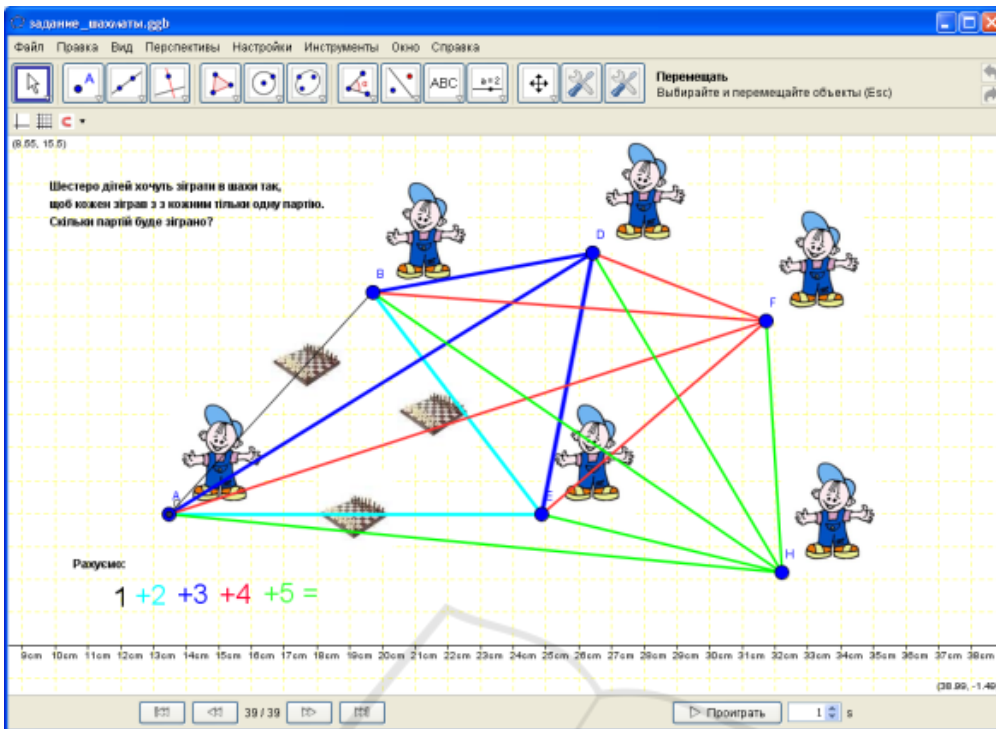 задание_шахматы.ggb
Файл Правка Вид Перспективы Настройки Инструменты Окно Справка
A ABC a=2
Перемещать
Выбирайте и перемещайте объекты (Esc)
(8.55, 15.5)
Шестеро дітей хочуть зіграти в шахи так,
щоб кожен зіграв з з кожним тільки одну партію.
Скільки партій буде зіграно?
D
B
F
A
E
H
Рахуємо:
1 +2 +3 +4 +5 =
9cm 10cm 11cm 12cm 13cm 14cm 15cm 16cm 17cm 18cm 19cm 20cm 21cm 22cm 23cm 24cm 25cm 26cm 27cm 28cm 29cm 30cm 31cm 32cm 33cm 34cm 35cm 36cm 37cm 38cm
(38.99, -1.49
39 / 39 Проиграть 1 s